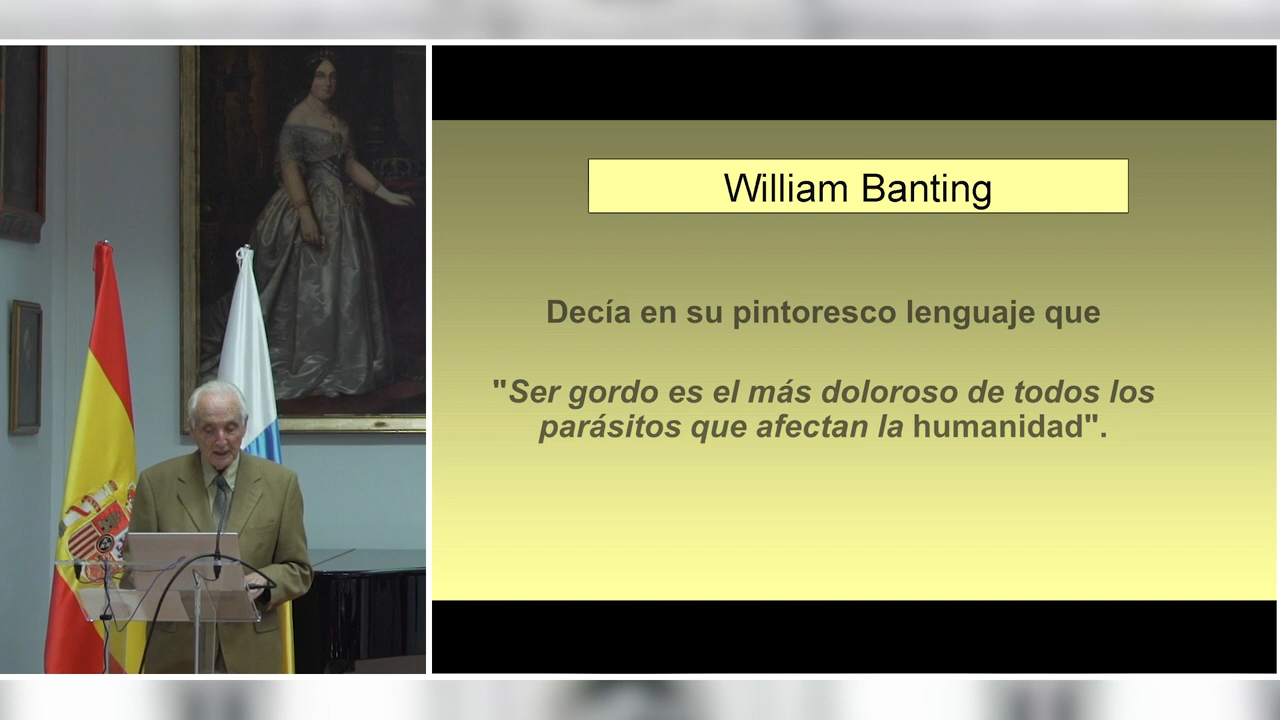 William Banting
Decía en su pintoresco lenguaje que
"Ser gordo es el más doloroso de todos los
parásitos que afectan la humanidad".